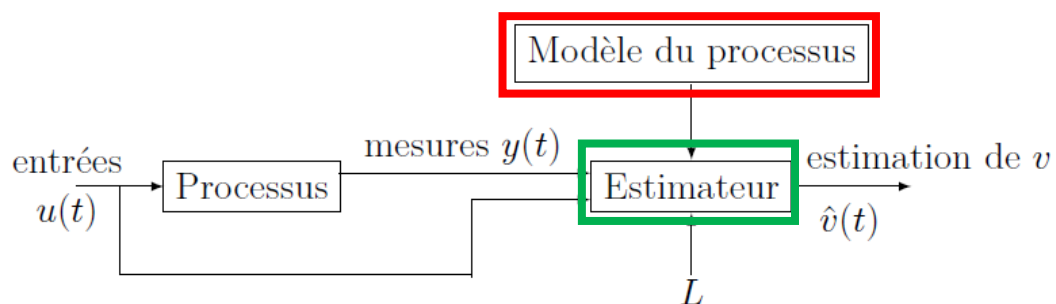 Modèle du processus
entrées
mesures y(t)
estimation de v
Processus
Estimateur
u(t)
v̂(t)
L